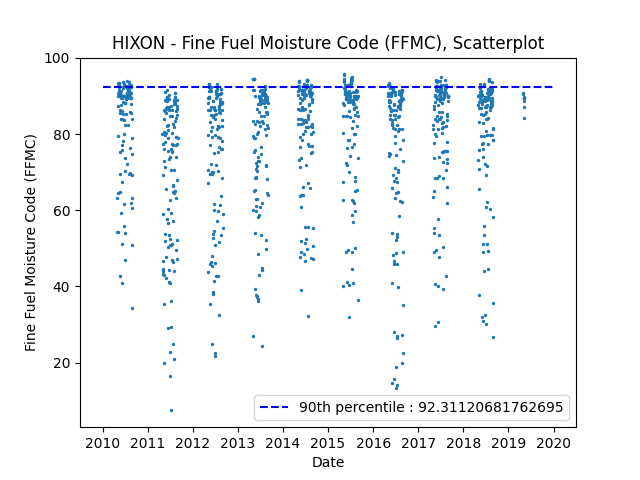 HIXON - Fine Fuel Moisture Code (FFMC), Scatterplot
100
80
60
40
20
Fine Fuel Moisture Code (FFMC)
90th percentile : 92.31120681762695
2010 2011 2012 2013 2014 2015 2016 2017 2018 2019 2020
Date